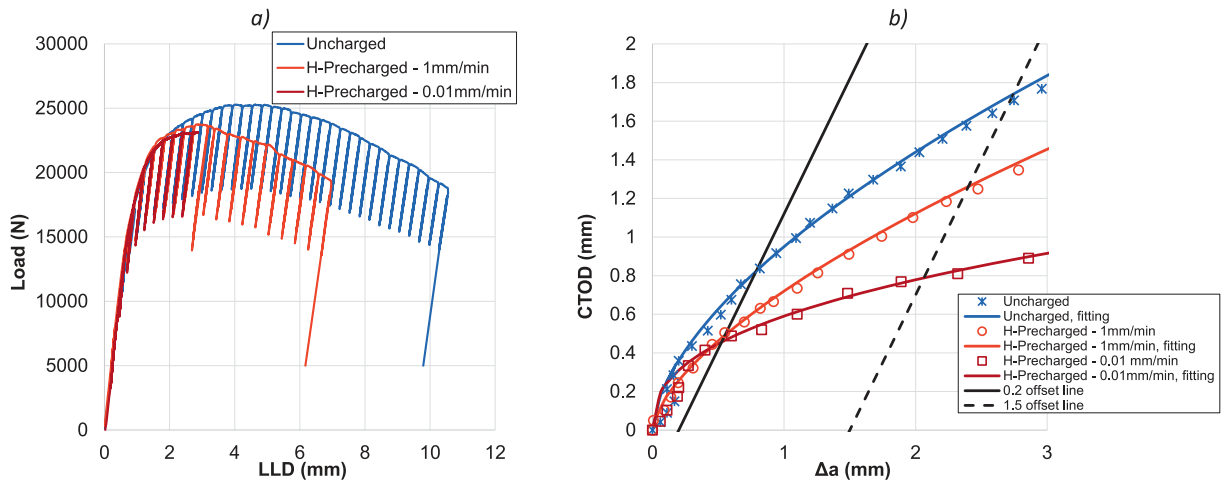 a)
30000
25000
20000
15000
10000
5000
0
Load (N)
0 2 4 6 8 10 12
LLD (mm)
Uncharged
H-Precharged - 1mm/min
H-Precharged - 0.01mm/min
b)
2
1.8
1.6
1.4
1.2
1
0.8
0.6
0.4
0.2
0
CTOD (mm)
0 1 2 3
Δa (mm)
Uncharged
Uncharged, fitting
H-Precharged - 1mm/min
H-Precharged - 1mm/min, fitting
H-Precharged - 0.01 mm/min
H-Precharged - 0.01mm/min, fitting
0.2 offset line
1.5 offset line